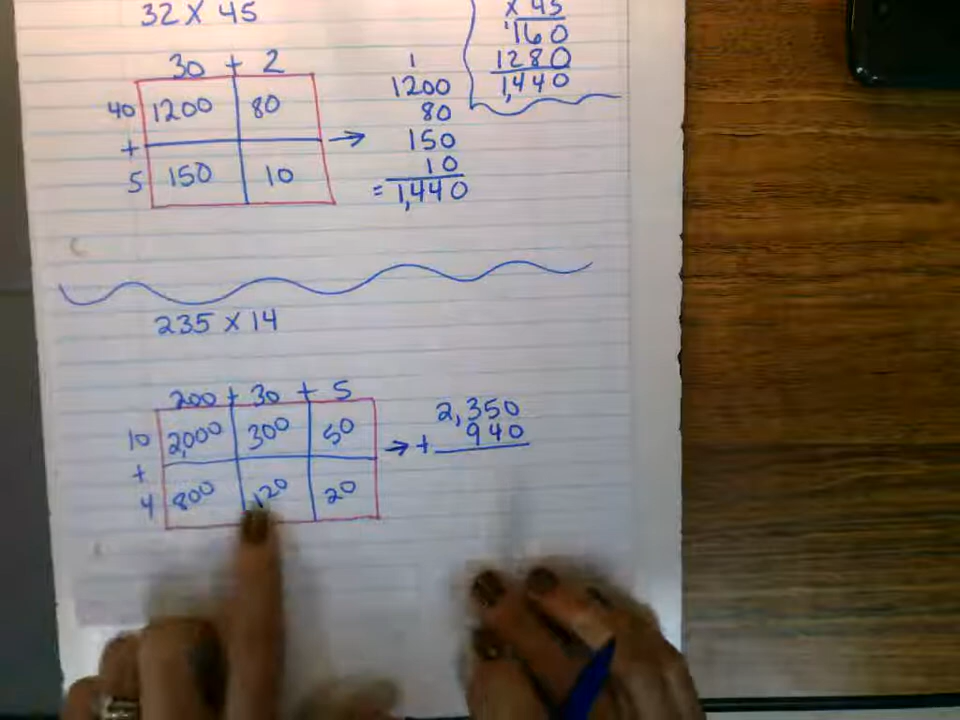 32 X 45
30 + 2
40 1200 80
+
5 150 10
→
1
1200
80
150
10
= 1,440
X 45
1160
1280
1,440
235 X 14
200 + 30 + 5
10 2,000 300 50
+
4 800 120 20
→
2,350
+ 940